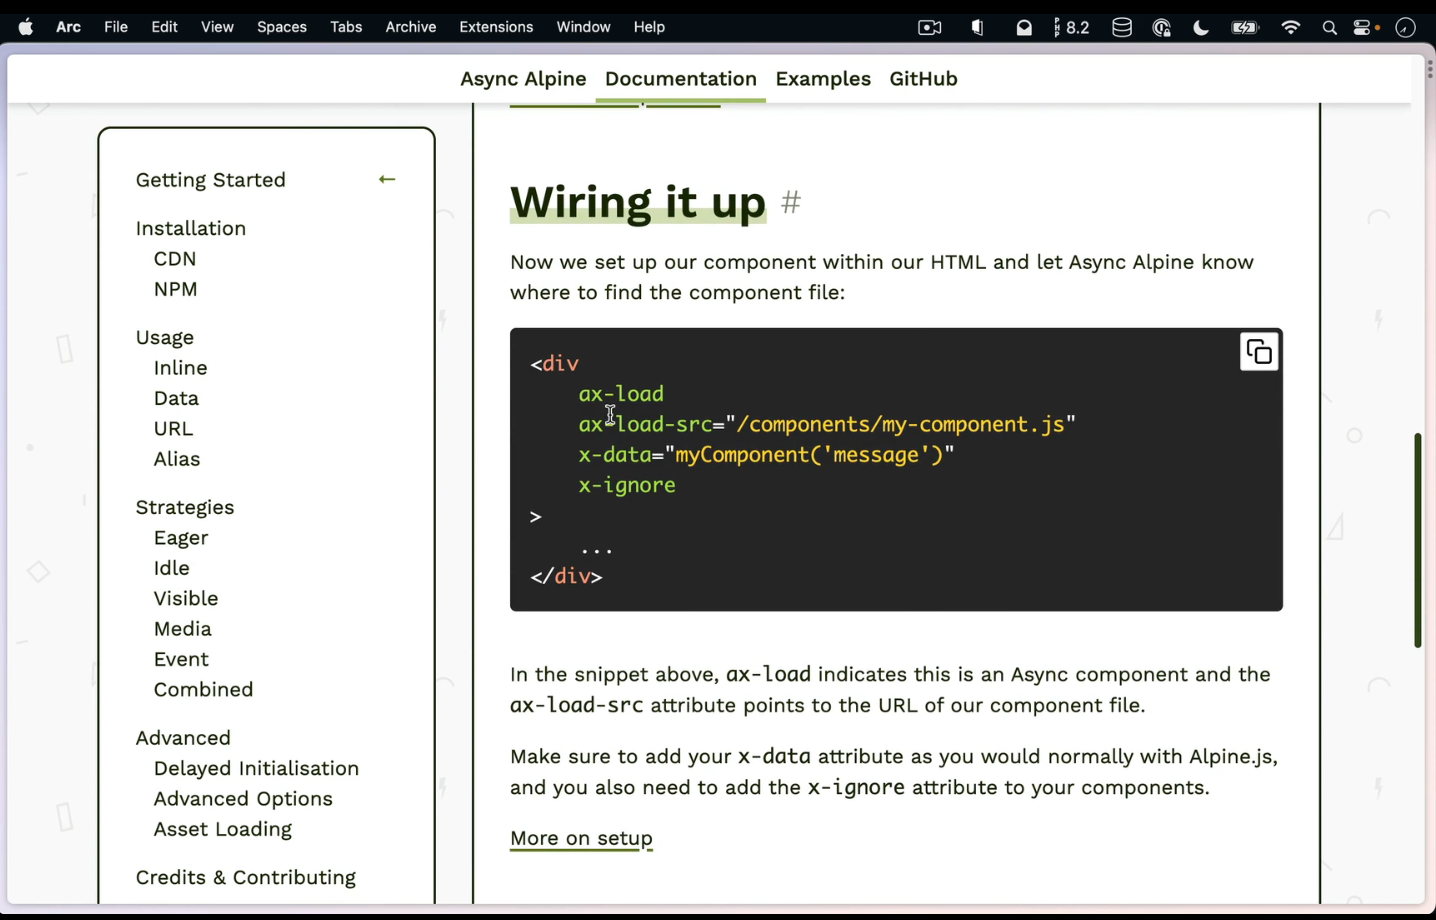 Arc File Edit View Spaces Tabs Archive Extensions Window Help PHP 8.2
Async Alpine Documentation Examples GitHub
Getting Started ←
Installation
CDN
NPM
Usage
Inline
Data
URL
Alias
Strategies
Eager
Idle
Visible
Media
Event
Combined
Advanced
Delayed Initialisation
Advanced Options
Asset Loading
Credits & Contributing
Wiring it up #
Now we set up our component within our HTML and let Async Alpine know
where to find the component file:
<div
ax-load
ax-load-src="/components/my-component.js"
x-data="myComponent('message')"
x-ignore
>
...
</div>
In the snippet above, ax-load indicates this is an Async component and the
ax-load-src attribute points to the URL of our component file.
Make sure to add your x-data attribute as you would normally with Alpine.js,
and you also need to add the x-ignore attribute to your components.
More on setup